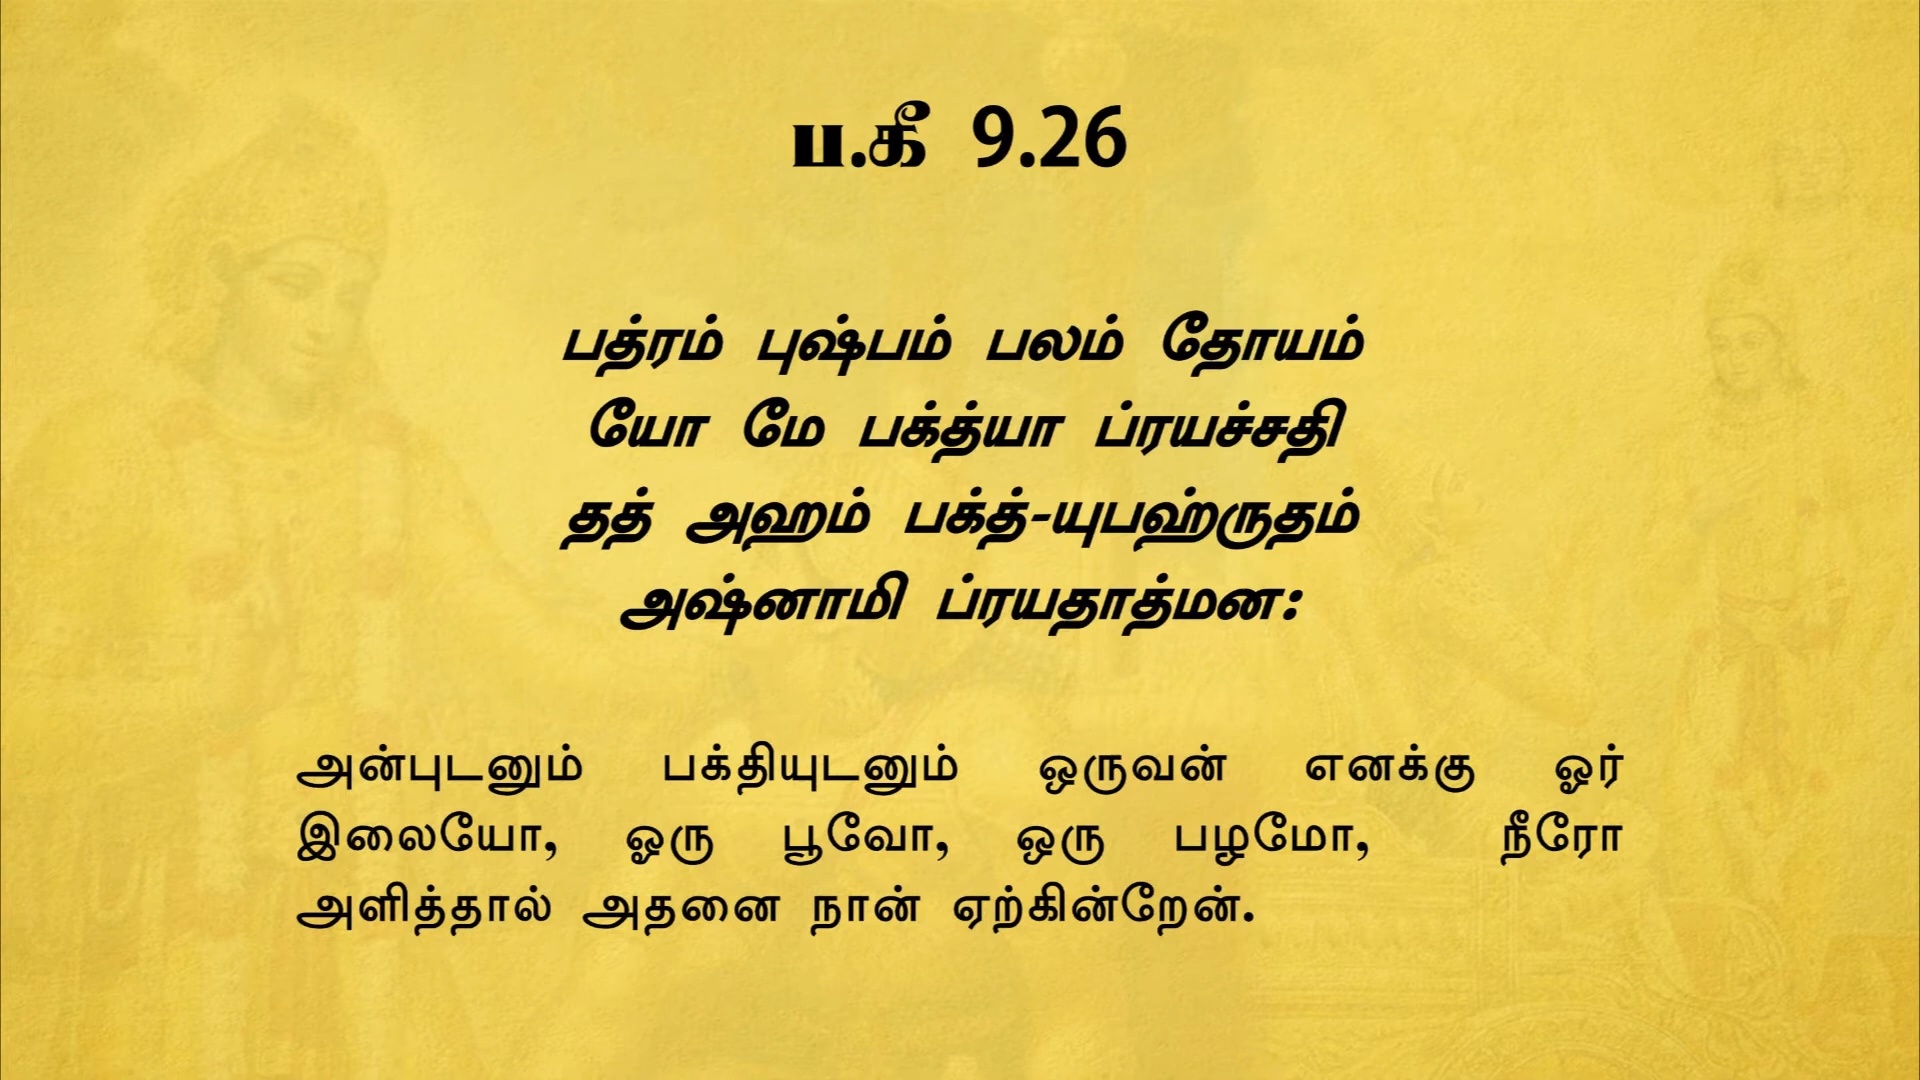 ப.கீ 9.26
பத்ரம் புஷ்பம் பலம் தோயம்
யோ மே பக்த்யா ப்ரயச்சதி
தத் அஹம் பக்த்-யுபஹ்ருதம்
அஷ்னாமி ப்ரயதாத்மன:
அன்புடனும் பக்தியுடனும் ஒருவன் எனக்கு ஓர்
இலையோ, ஓரு பூவோ, ஒரு பழமோ, நீரோ
அளித்தால் அதனை நான் ஏற்கின்றேன்.